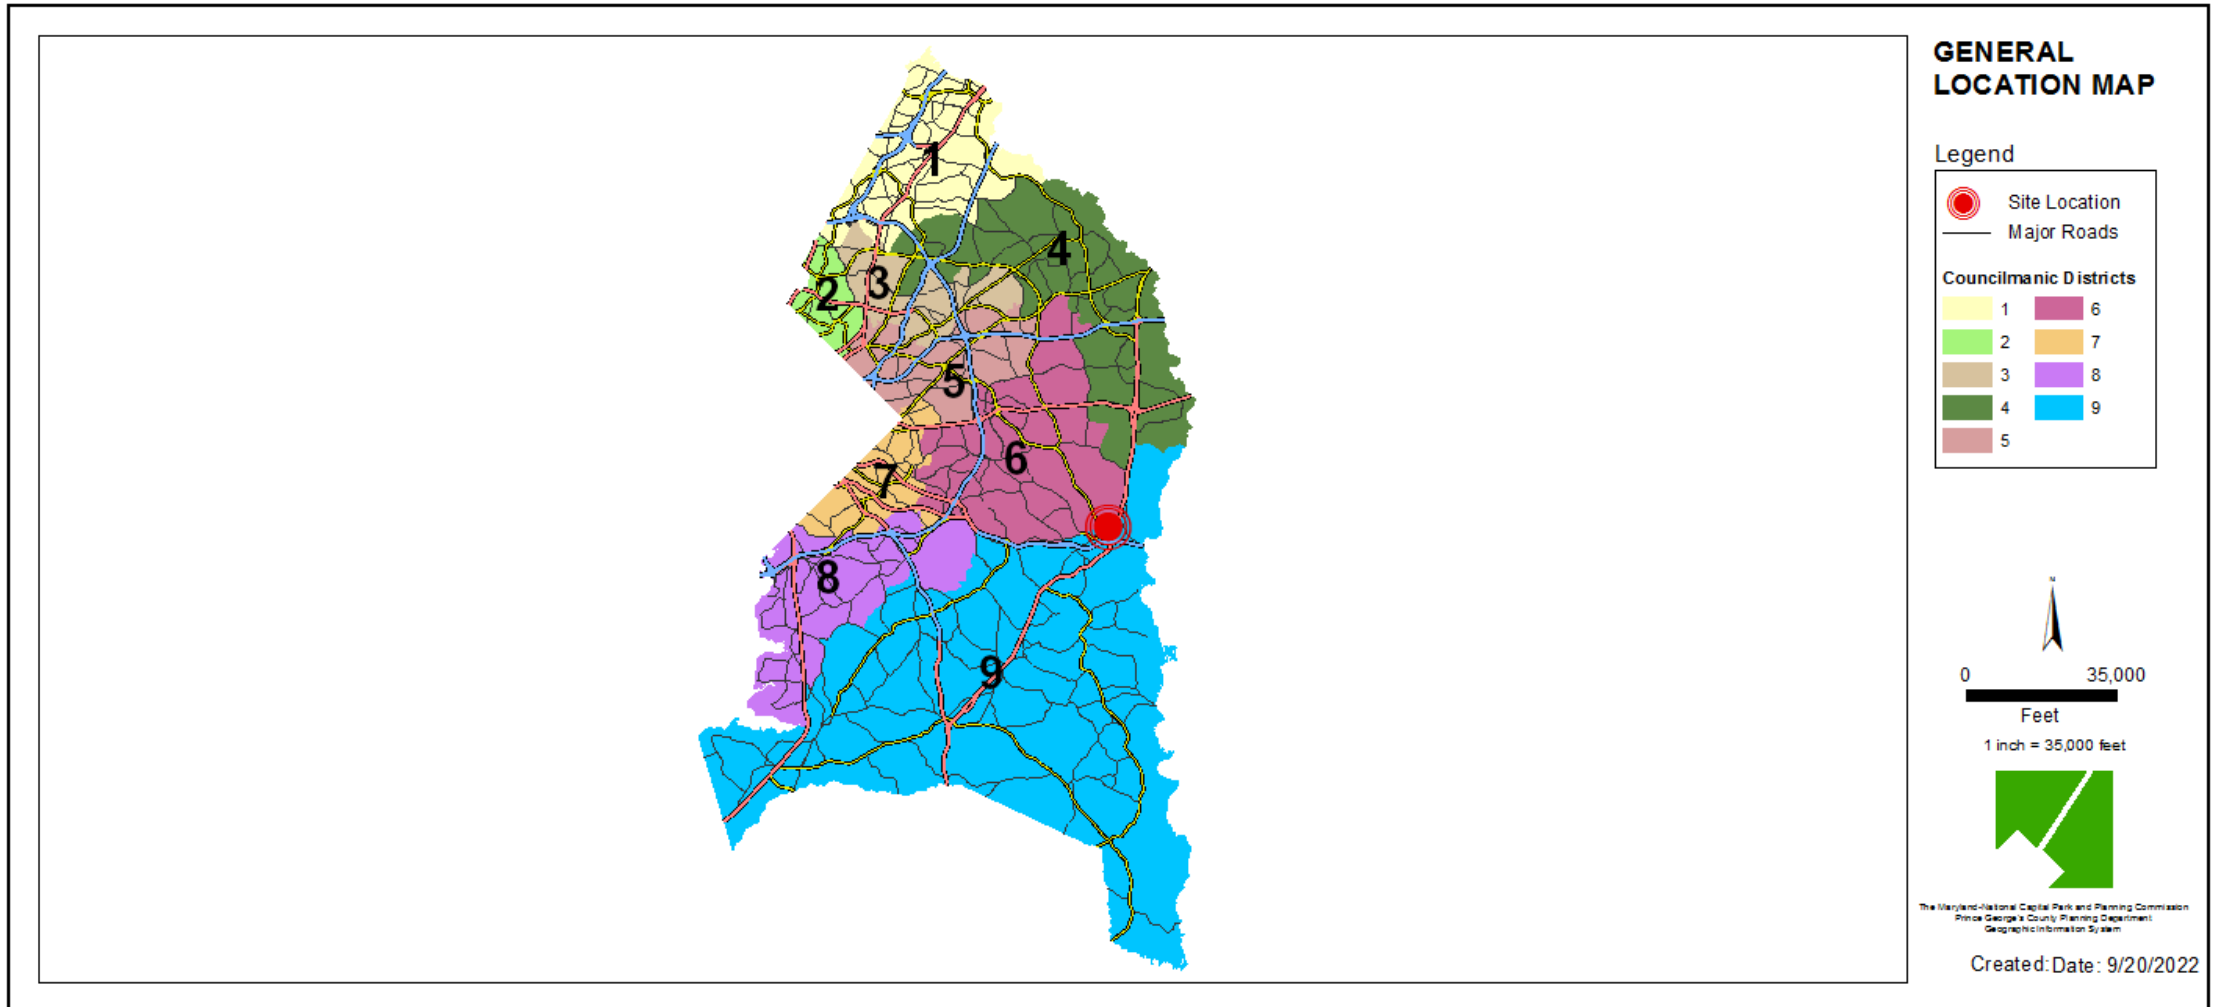 GENERAL
LOCATION MAP
Legend
Site Location
Major Roads
Councilmanic Districts
1 6
2 7
3 8
4 9
5
1
4
3
2
5
6
7
8
9
N
0 35,000
Feet
1 inch = 35,000 feet
The Maryland-National Capital Park and Planning Commission
Prince George's County Planning Department
Geographic Information System
Created: Date: 9/20/2022